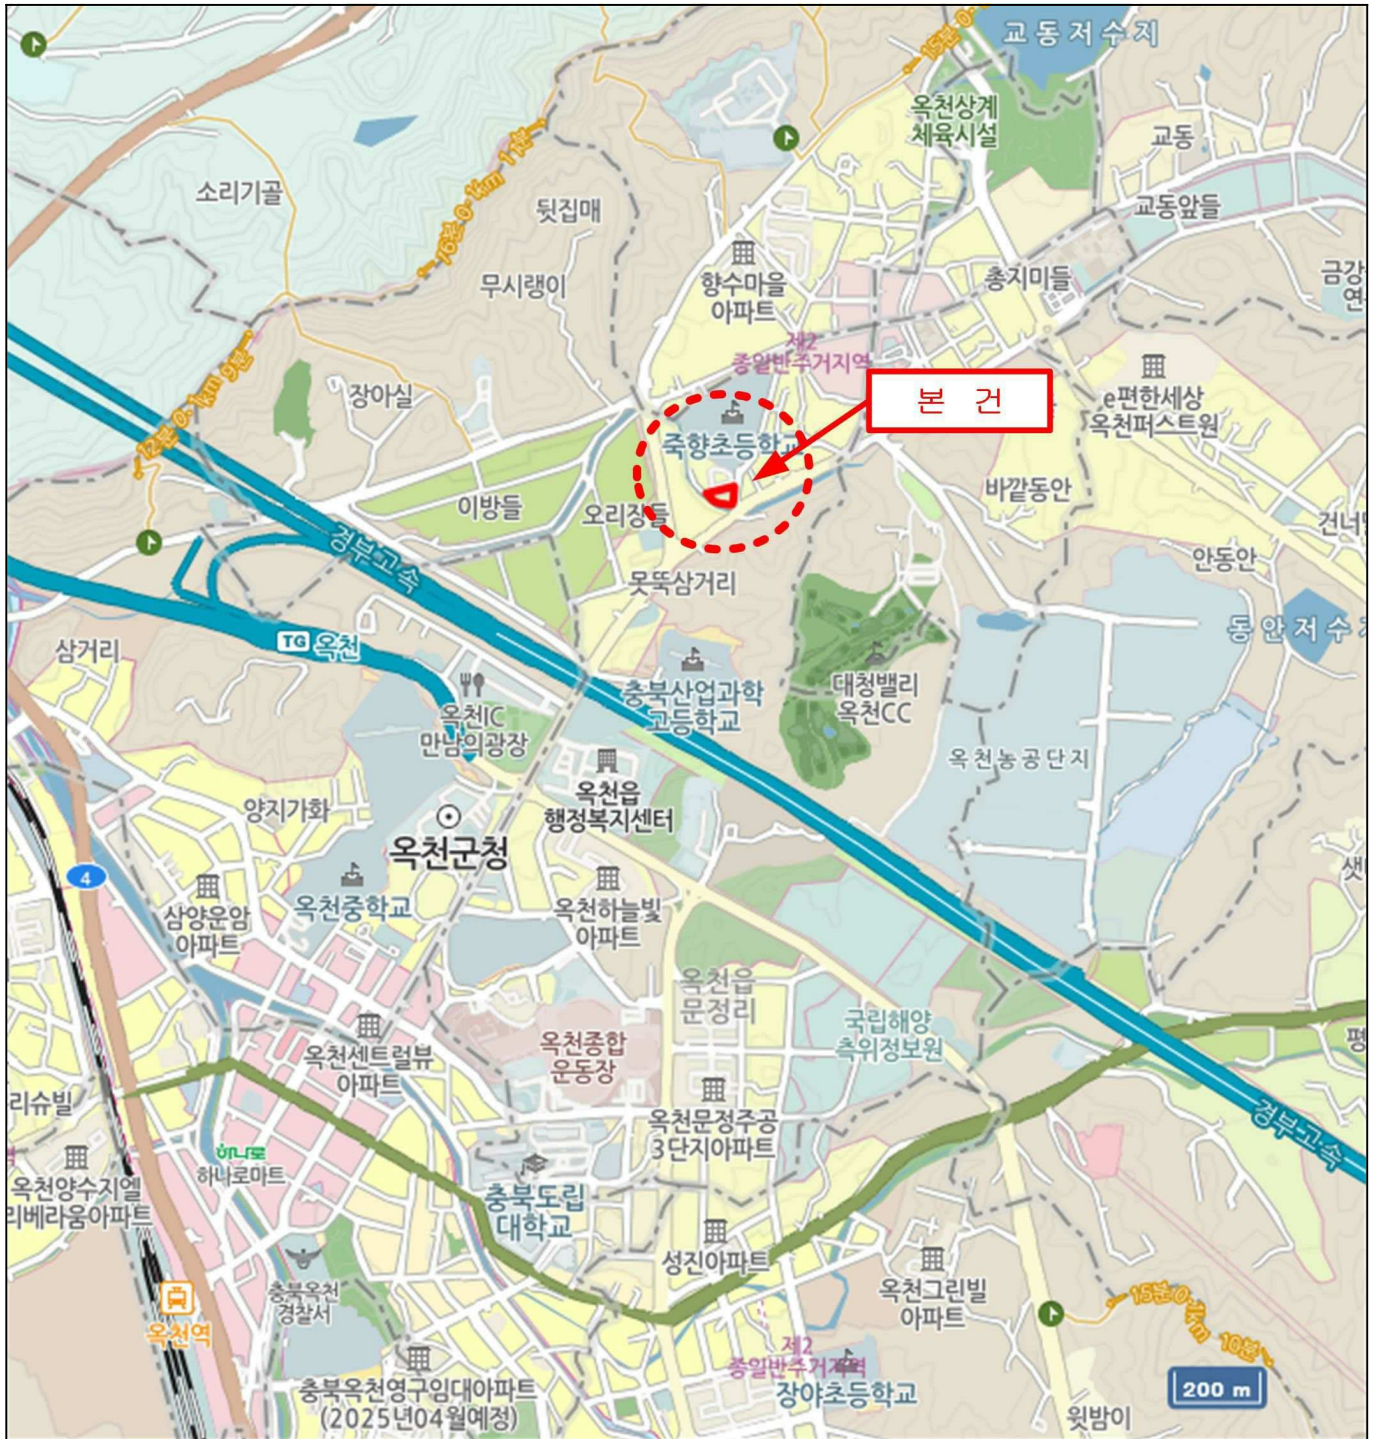 교동저수지
15분 0
옥천상계
체육시설
교동
소리기골
뒷집매
교동앞들
무시랭이
향수마을
아파트
총지미들
금강
연
제2
종일반주거지역
장아실
본 건
e편한세상
옥천퍼스트원
죽향초등학교
이방들
오리장들
바깥동안
건너
경부고속
안동안
못뚝삼거리
동안저수지
TG 옥천
삼거리
충북산업과학
고등학교
대청밸리
옥천CC
옥천IC
만남의광장
옥천농공단지
옥천읍
행정복지센터
양지가화
옥천군청
4
옥천중학교
삼양운암
아파트
옥천하늘빛
아파트
샛
옥천읍
문정리
국립해양
측위정보원
옥천센트럴뷰
아파트
옥천종합
운동장
평
리슈빌
옥천문정주공
3단지아파트
경부고속
하나로
하나로마트
옥천양수지엘
리베라움아파트
충북도립
대학교
성진아파트
충북옥천
경찰서
옥천그린빌
아파트
옥천역
제2
종일반주거지역
충북옥천영구임대아파트
(2025년04월예정)
장야초등학교
200 m
윗밤이